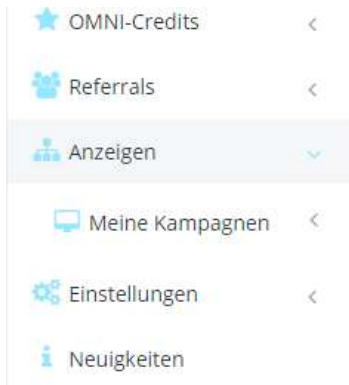 OMNI-Credits
Referrals
Anzeigen
Meine Kampagnen
Einstellungen
Neuigkeiten